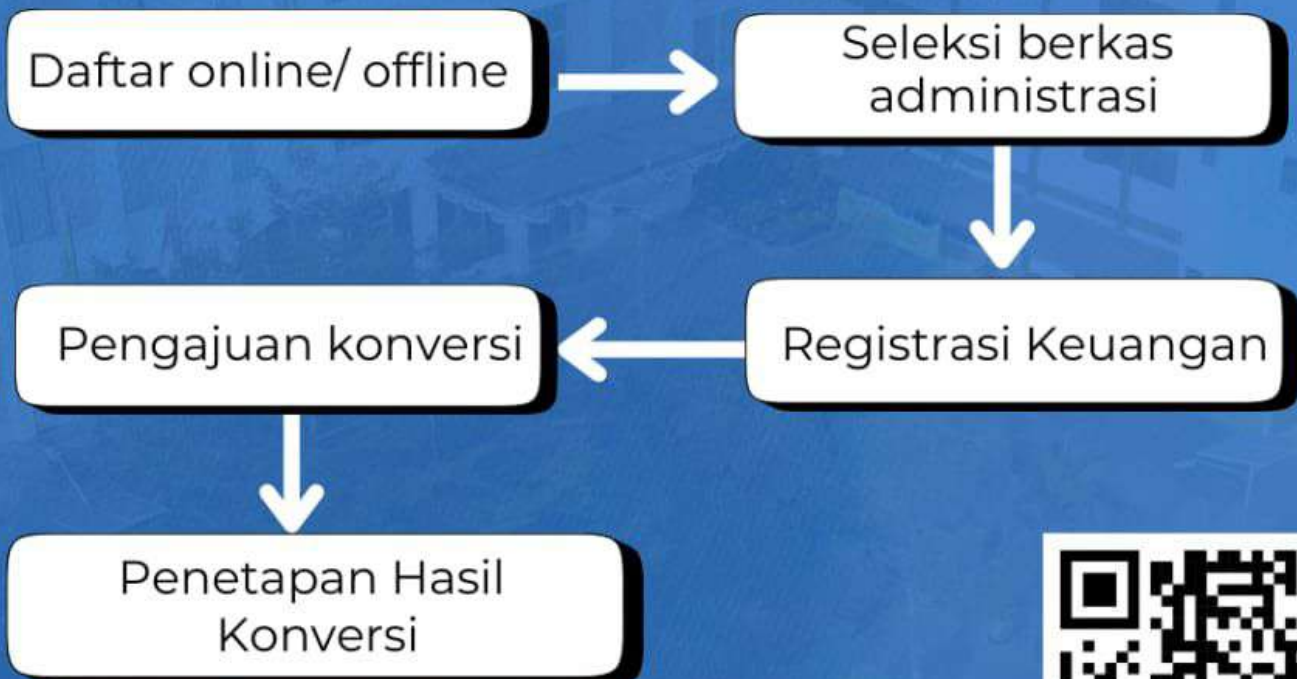 Daftar online/ offline
Seleksi berkas
administrasi
Registrasi Keuangan
Pengajuan konversi
Penetapan Hasil
Konversi